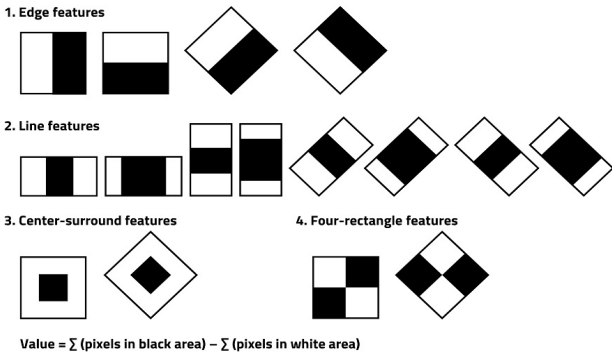 1. Edge features
2. Line features
3. Center-surround features
4. Four-rectangle features
Value = ∑ (pixels in black area) – ∑ (pixels in white area)